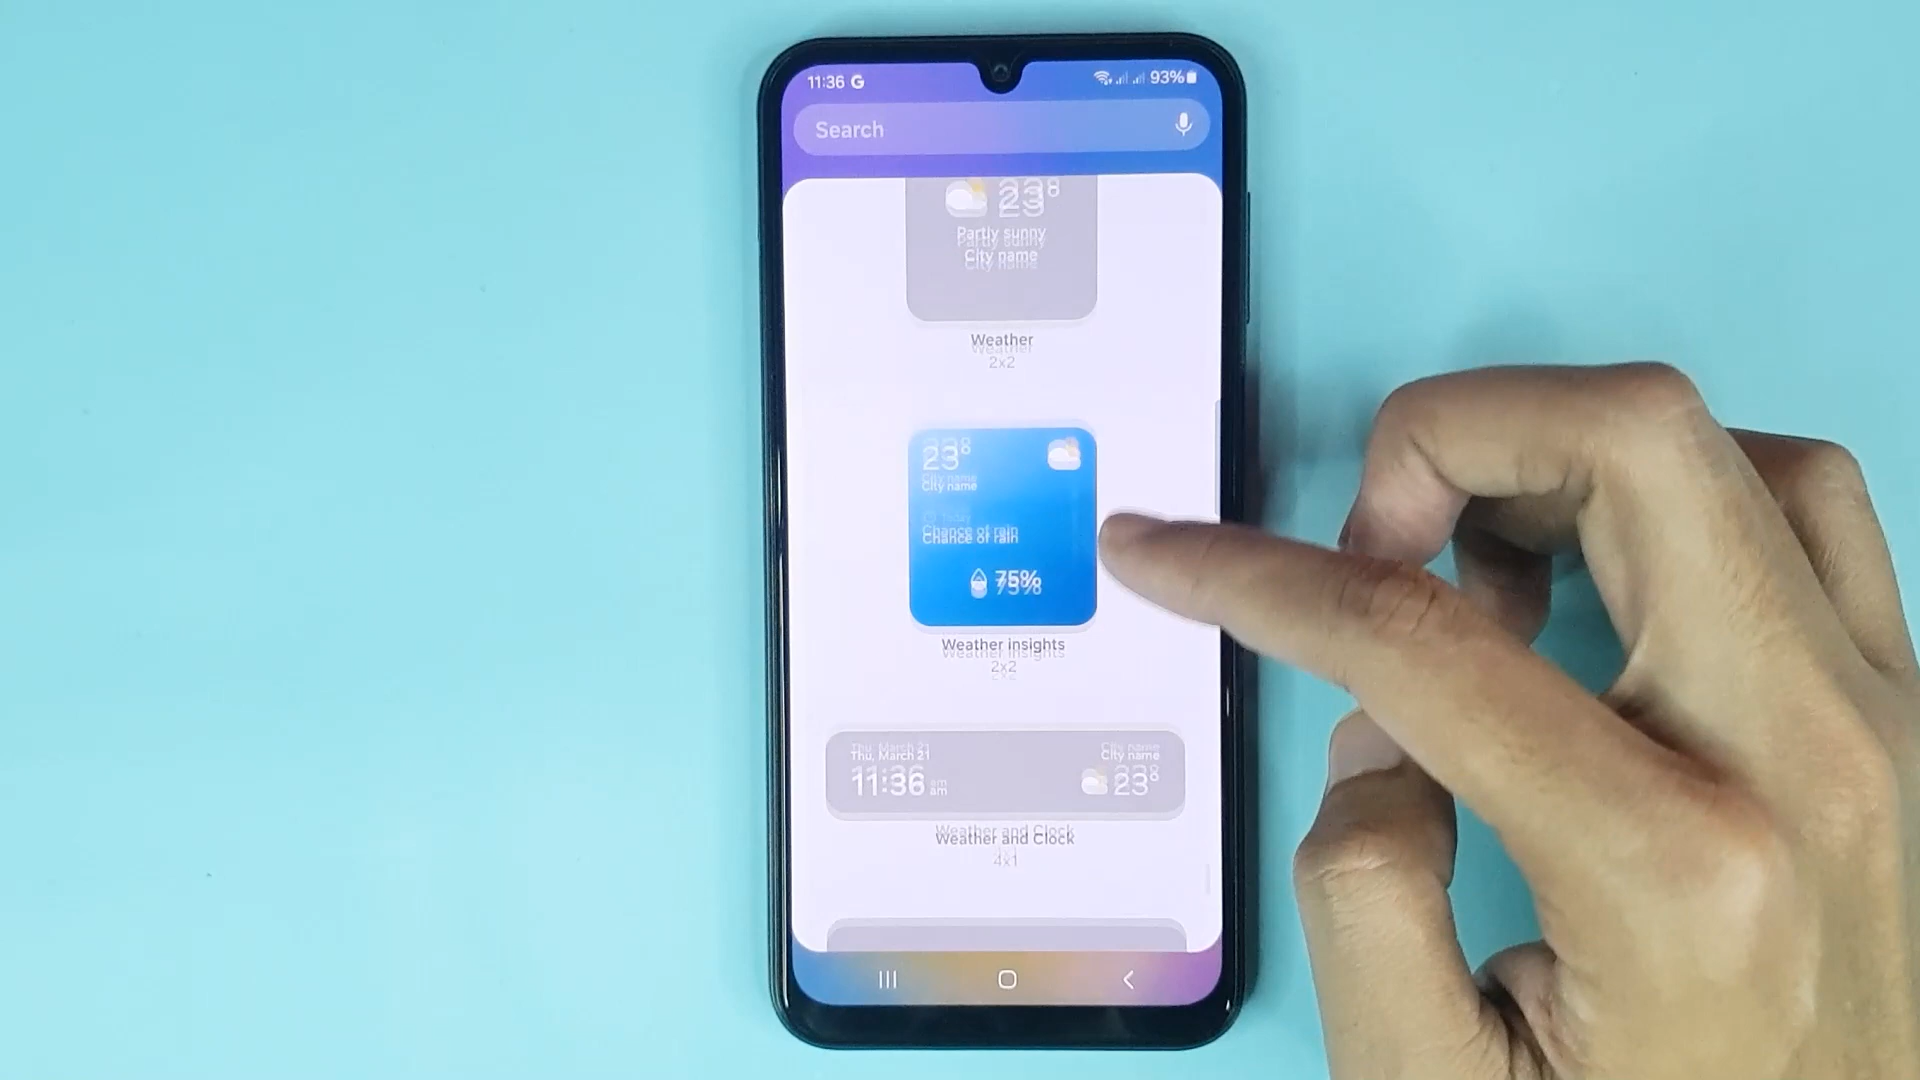 11:36 G
93%
Search
23°
Partly sunny
City name
Weather
2x2
23°
City name
Today
Chance of rain
75%
Weather insights
2x2
Thu, March 21
City name
11:36 am
23°
Weather and Clock
4x1